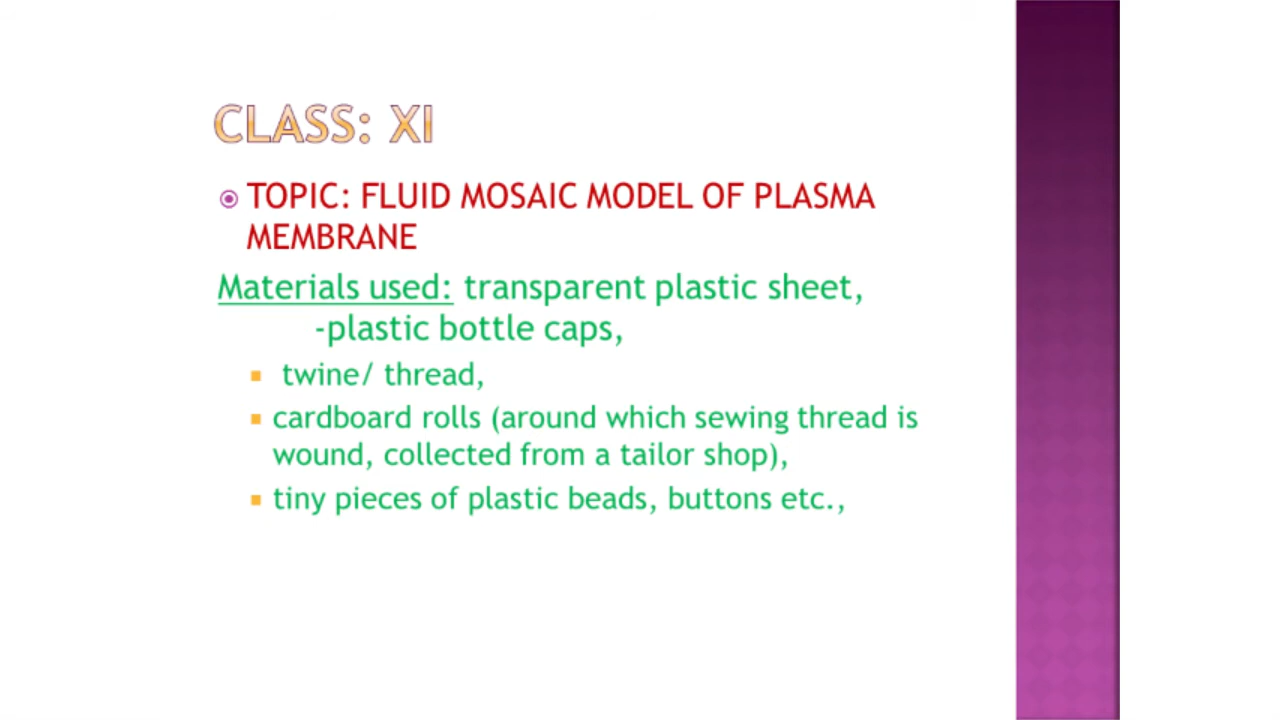 CLASS: XI
TOPIC: FLUID MOSAIC MODEL OF PLASMA
MEMBRANE
Materials used: transparent plastic sheet,
-plastic bottle caps,
twine/ thread,
cardboard rolls (around which sewing thread is
wound, collected from a tailor shop),
tiny pieces of plastic beads, buttons etc.,